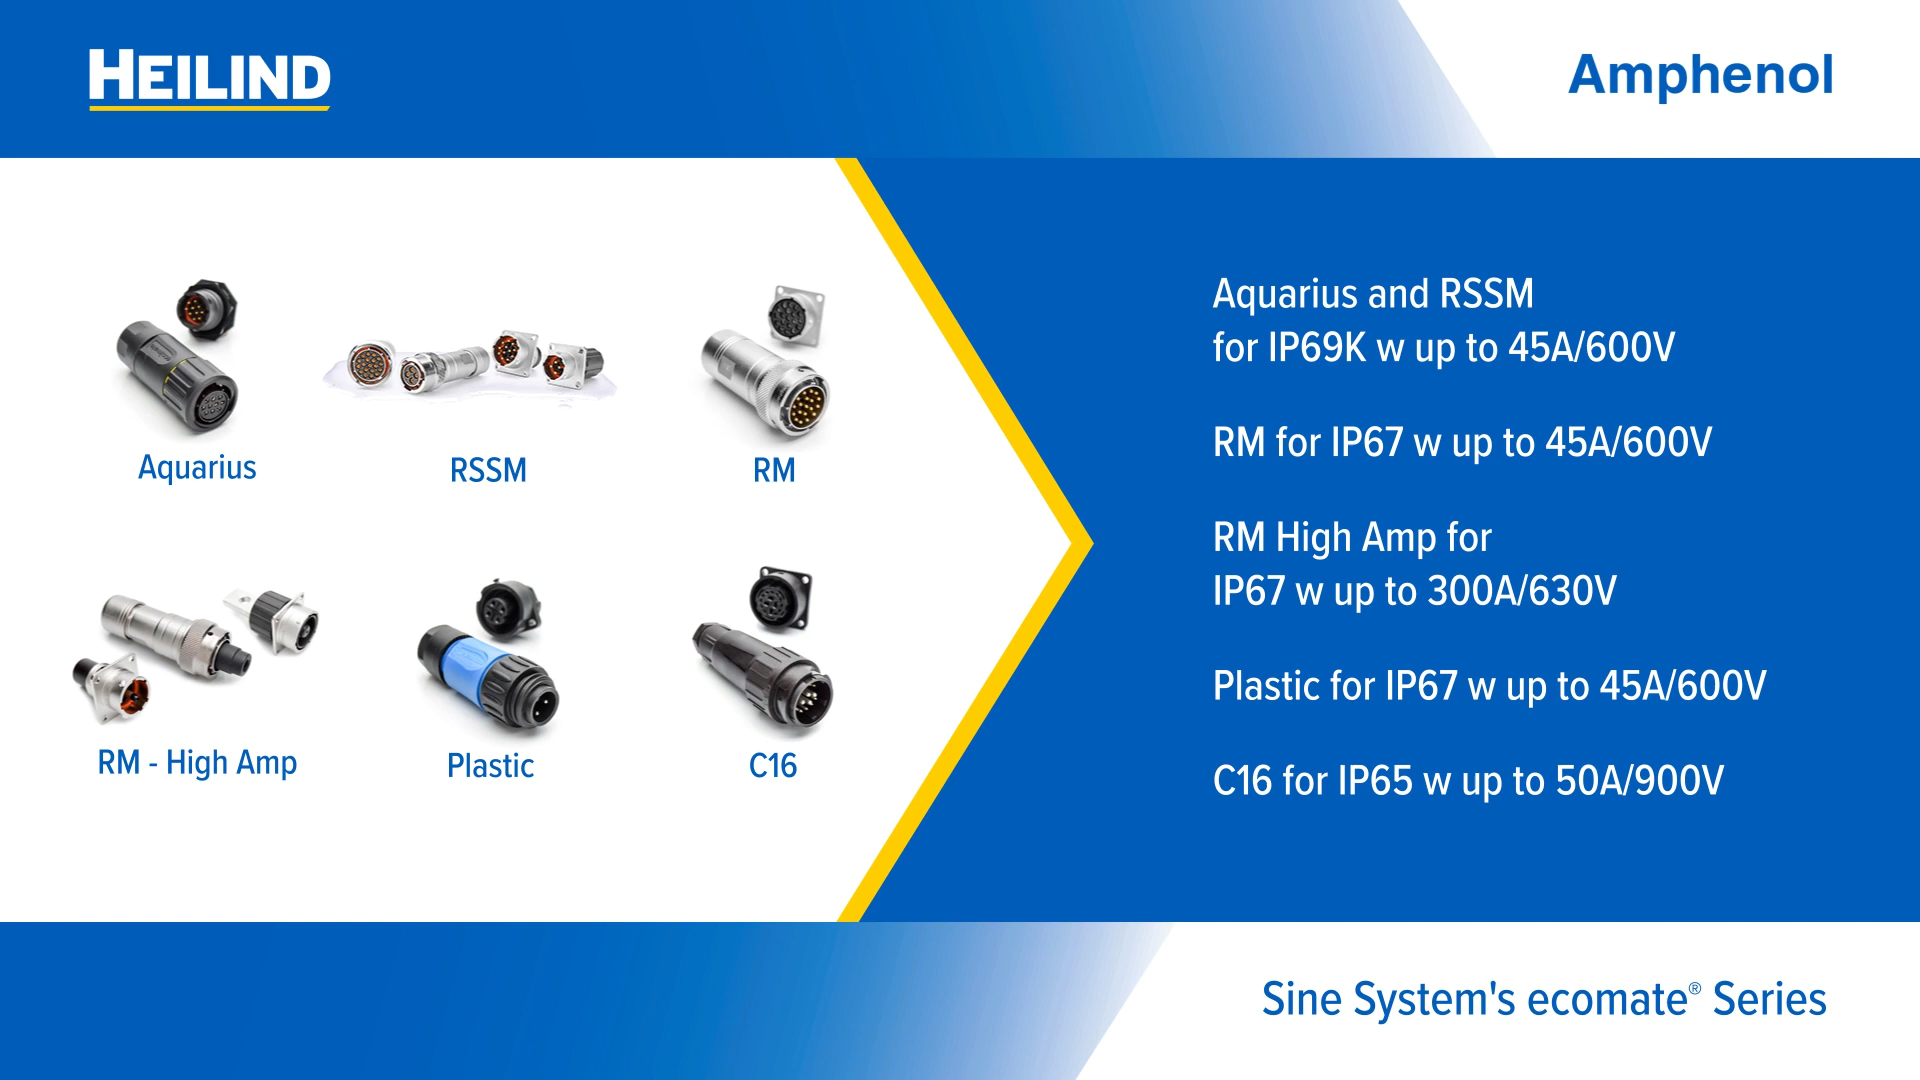 HEILIND
Amphenol
Aquarius
RSSM
RM
RM - High Amp
Plastic
C16
Aquarius and RSSM
for IP69K w up to 45A/600V
RM for IP67 w up to 45A/600V
RM High Amp for
IP67 w up to 300A/630V
Plastic for IP67 w up to 45A/600V
C16 for IP65 w up to 50A/900V
Sine System's ecomate® Series